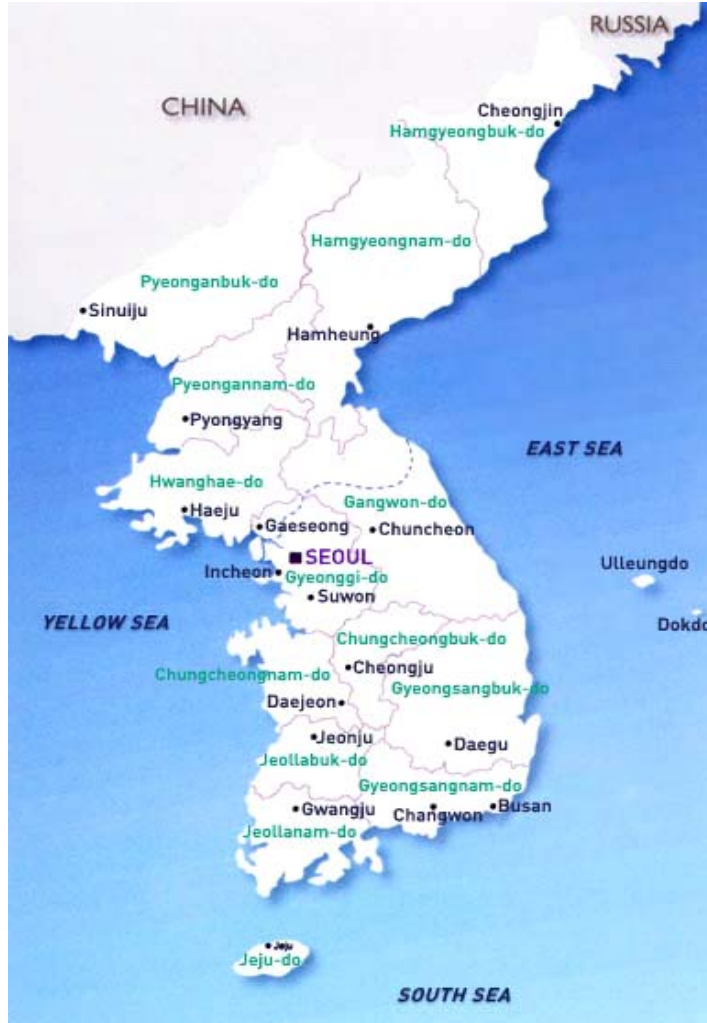 RUSSIA
CHINA
Cheongjin
Hamgyeongbuk-do
Hamgyeongnam-do
Pyeonganbuk-do
Sinuiju
Hamheung
Pyeongannam-do
Pyongyang
EAST SEA
Hwanghae-do
Gangwon-do
Haeju
Gaeseong
Chuncheon
SEOUL
Ulleungdo
Incheon
Gyeonggi-do
Suwon
YELLOW SEA
Dokdo
Chungcheongbuk-do
Cheongju
Chungcheongnam-do
Gyeongsangbuk-do
Daejeon
Jeonju
Daegu
Jeollabuk-do
Gyeongsangnam-do
Gwangju
Changwon
Busan
Jeollanam-do
Jeju
Jeju-do
SOUTH SEA